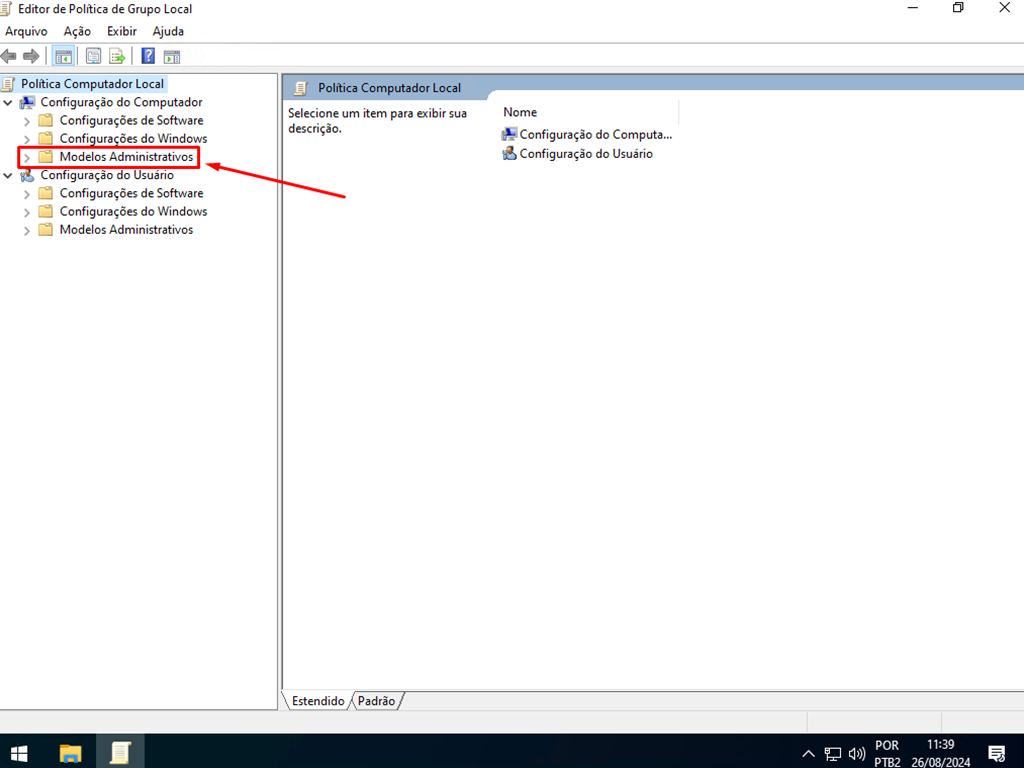 Editor de Política de Grupo Local
Arquivo Ação Exibir Ajuda
Política Computador Local
Configuração do Computador
Configurações de Software
Configurações do Windows
Modelos Administrativos
Configuração do Usuário
Configurações de Software
Configurações do Windows
Modelos Administrativos
Política Computador Local
Selecione um item para exibir sua
descrição.
Nome
Configuração do Computa...
Configuração do Usuário
Estendido Padrão
POR
PTB2
11:39
26/08/2024